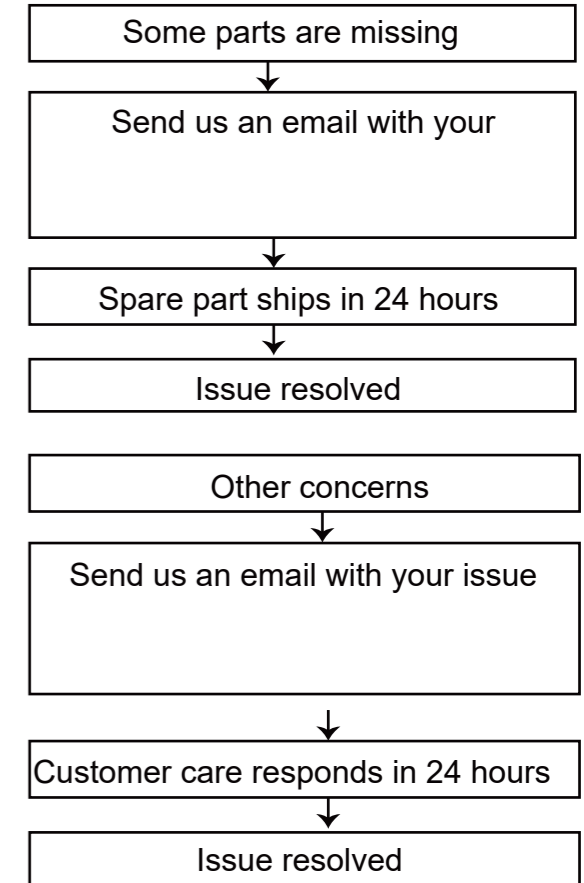 Some parts are missing
Send us an email with your
Spare part ships in 24 hours
Issue resolved
Other concerns
Send us an email with your issue
Customer care responds in 24 hours
Issue resolved